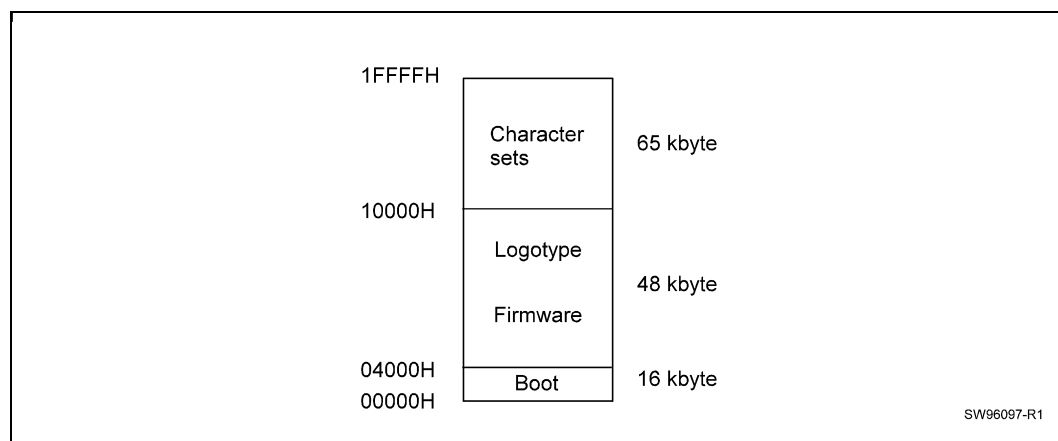 1FFFFH
Character
sets
65 kbyte
10000H
Logotype
48 kbyte
Firmware
04000H
Boot
16 kbyte
00000H
SW96097-R1